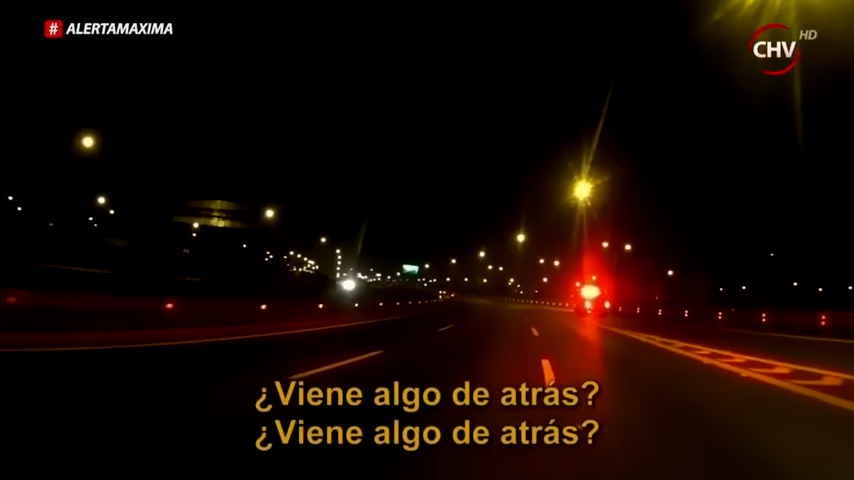 # ALERTAMAXIMA
CHV HD
¿Viene algo de atrás?
¿Viene algo de atrás?